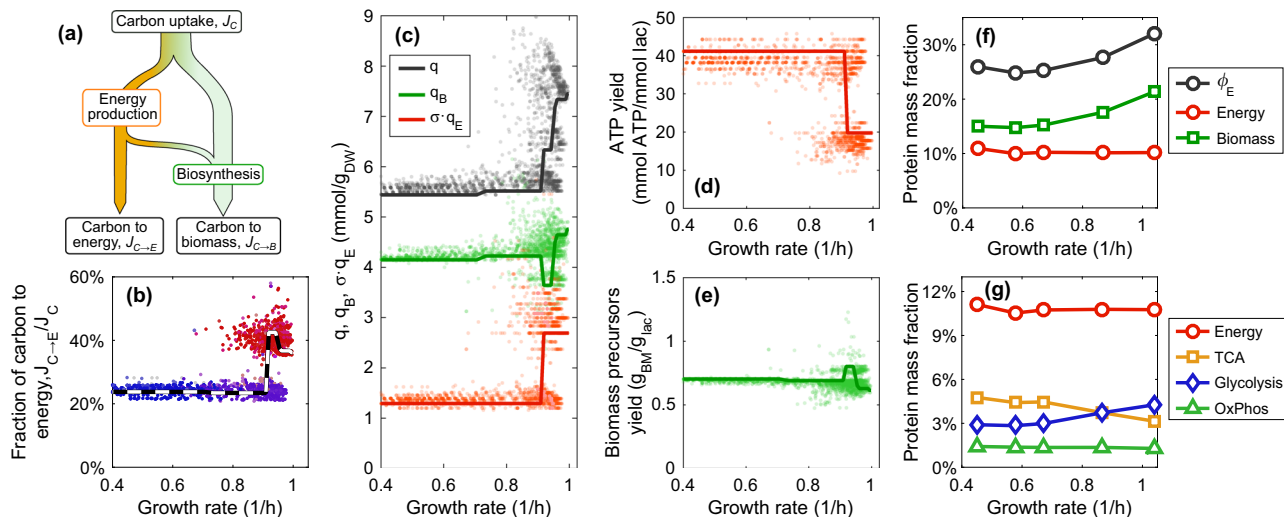 (a)
Carbon uptake, J_C
Energy
production
Biosynthesis
Carbon to
energy, J_C→E
Carbon to
biomass, J_C→B
(b)
Fraction of carbon to
energy, J_C→E/J_C
60%
40%
20%
0%
0.4
0.6
0.8
1
Growth rate (1/h)
(c)
q, q_B, σ·q_E (mmol/g_DW)
9
8
7
6
5
4
3
2
1
0
q
q_B
σ·q_E
0.4
0.6
0.8
1
Growth rate (1/h)
(d)
ATP yield
(mmol ATP/mmol lac)
60
40
20
0
0.4
0.6
0.8
1
Growth rate (1/h)
(e)
Biomass precursors
yield (g_BM/g_lac)
1.5
1
0.5
0
0.4
0.6
0.8
1
Growth rate (1/h)
(f)
Protein mass fraction
30%
20%
10%
0%
0.4
0.6
0.8
1
Growth rate (1/h)
ϕ_E
Energy
Biomass
(g)
Protein mass fraction
12%
9%
6%
3%
0%
0.4
0.6
0.8
1
Growth rate (1/h)
Energy
TCA
Glycolysis
OxPhos